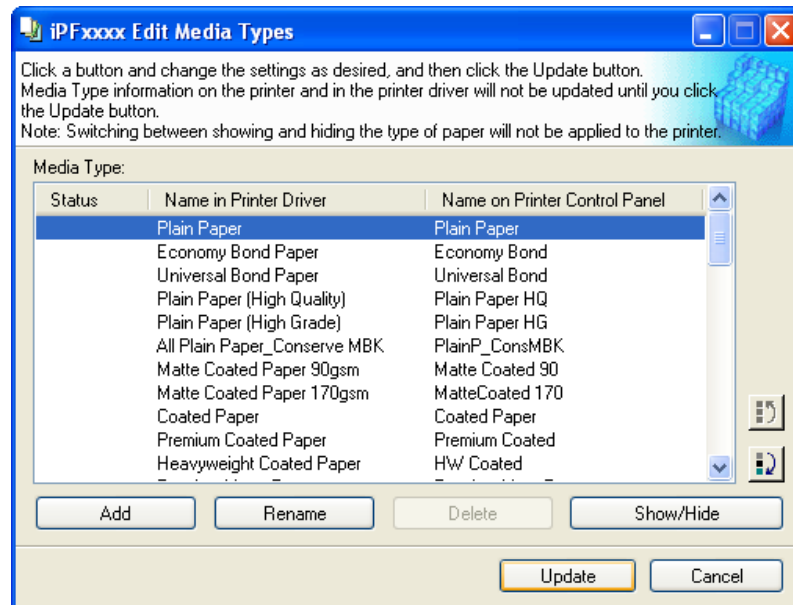 iPFxxxx Edit Media Types
Click a button and change the settings as desired, and then click the Update button.
Media Type information on the printer and in the printer driver will not be updated until you click
the Update button.
Note: Switching between showing and hiding the type of paper will not be applied to the printer.
Media Type:
Status Name in Printer Driver Name on Printer Control Panel
Plain Paper Plain Paper
Economy Bond Paper Economy Bond
Universal Bond Paper Universal Bond
Plain Paper (High Quality) Plain Paper HQ
Plain Paper (High Grade) Plain Paper HG
All Plain Paper_Conserve MBK PlainP_ConsMBK
Matte Coated Paper 90gsm Matte Coated 90
Matte Coated Paper 170gsm MatteCoated 170
Coated Paper Coated Paper
Premium Coated Paper Premium Coated
Heavyweight Coated Paper HW Coated
Add Rename Delete Show/Hide
Update Cancel